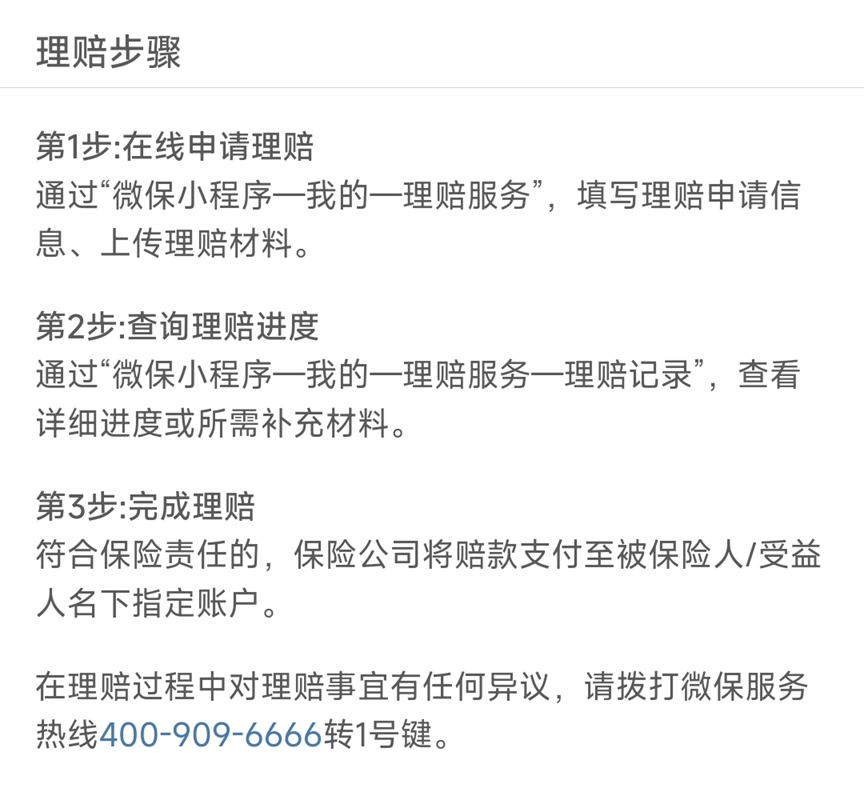 理赔步骤
第1步:在线申请理赔
通过“微保小程序—我的—理赔服务”，填写理赔申请信
息、上传理赔材料。
第2步:查询理赔进度
通过“微保小程序—我的—理赔服务—理赔记录”，查看
详细进度或所需补充材料。
第3步:完成理赔
符合保险责任的，保险公司将赔款支付至被保险人/受益
人名下指定账户。
在理赔过程中对理赔事宜有任何异议，请拨打微保服务
热线400-909-6666转1号键。